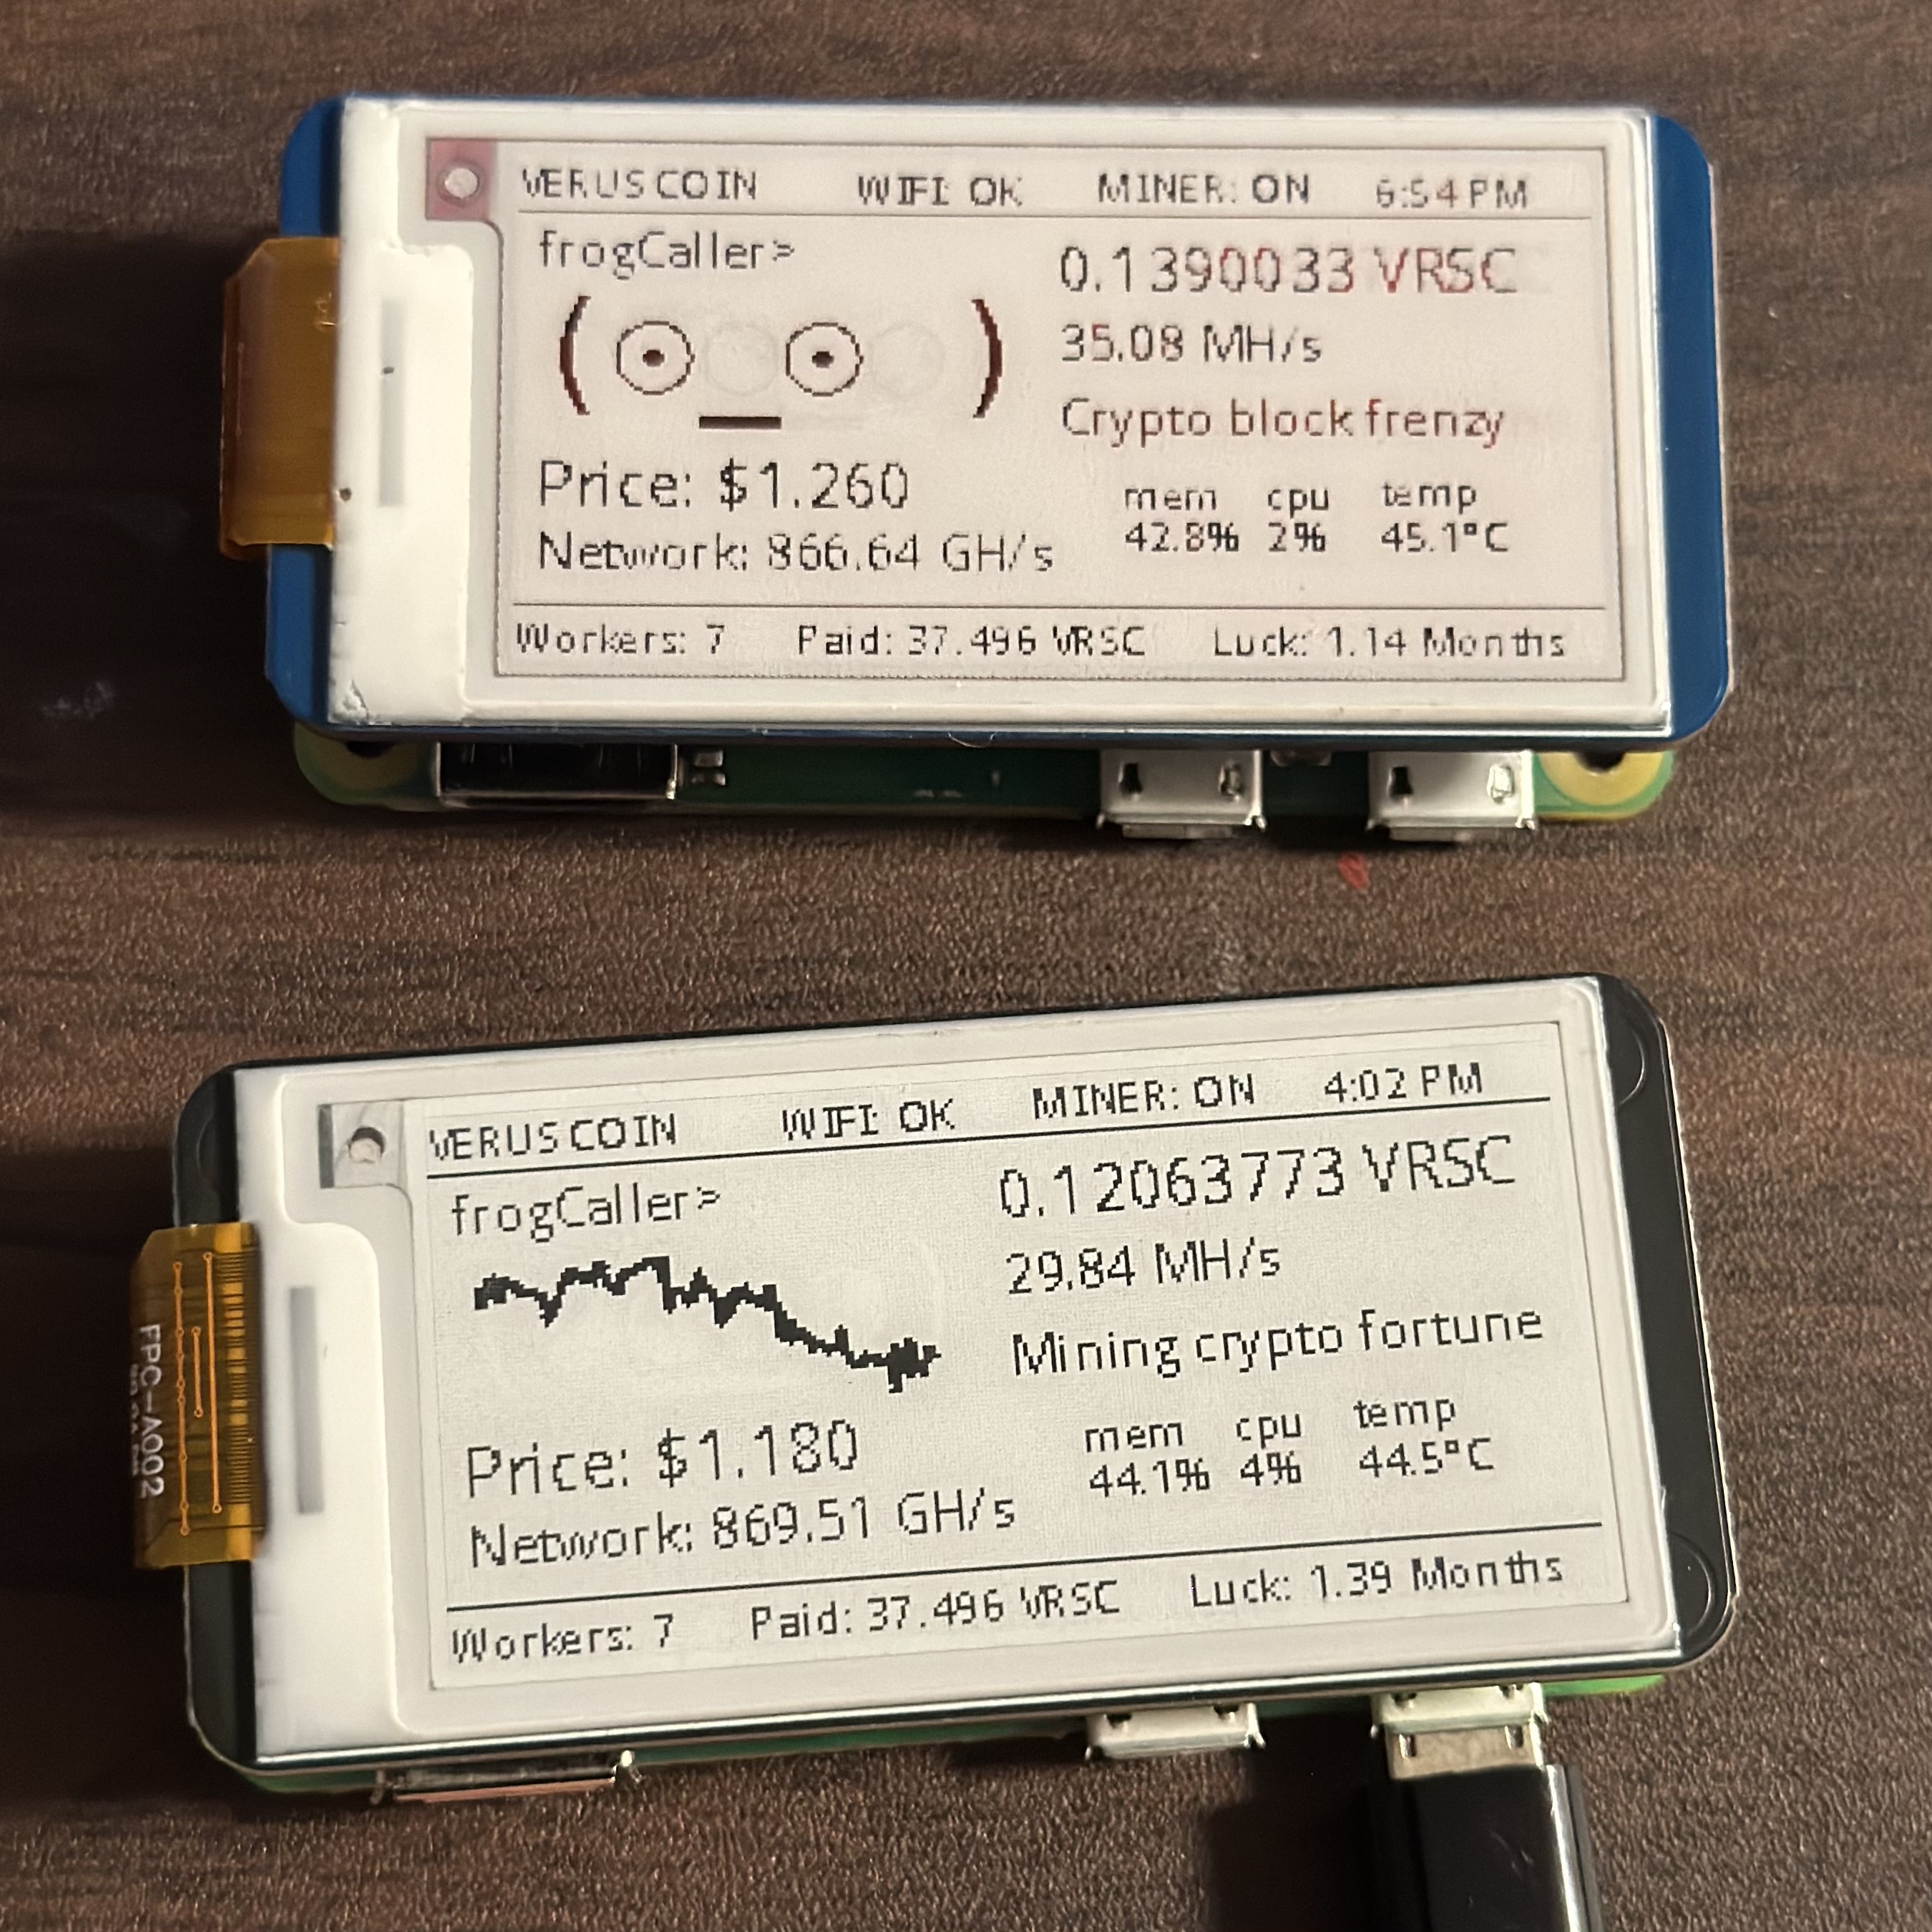 VERUS COIN WIFI: OK MINER: ON 6:54 PM
frogCaller>
0.1390033 VRSC
35.08 MH/s
Crypto block frenzy
Price: $1.260
Network: 866.64 GH/s
mem cpu temp
42.8% 2% 45.1°C
Workers: 7 Paid: 37.496 VRSC Luck: 1.14 Months
VERUS COIN WIFI: OK MINER: ON 4:02 PM
frogCaller>
0.12063773 VRSC
29.84 MH/s
Mining crypto fortune
Price: $1.180
Network: 869.51 GH/s
mem cpu temp
44.1% 4% 44.5°C
Workers: 7 Paid: 37.496 VRSC Luck: 1.39 Months
FPC-A002